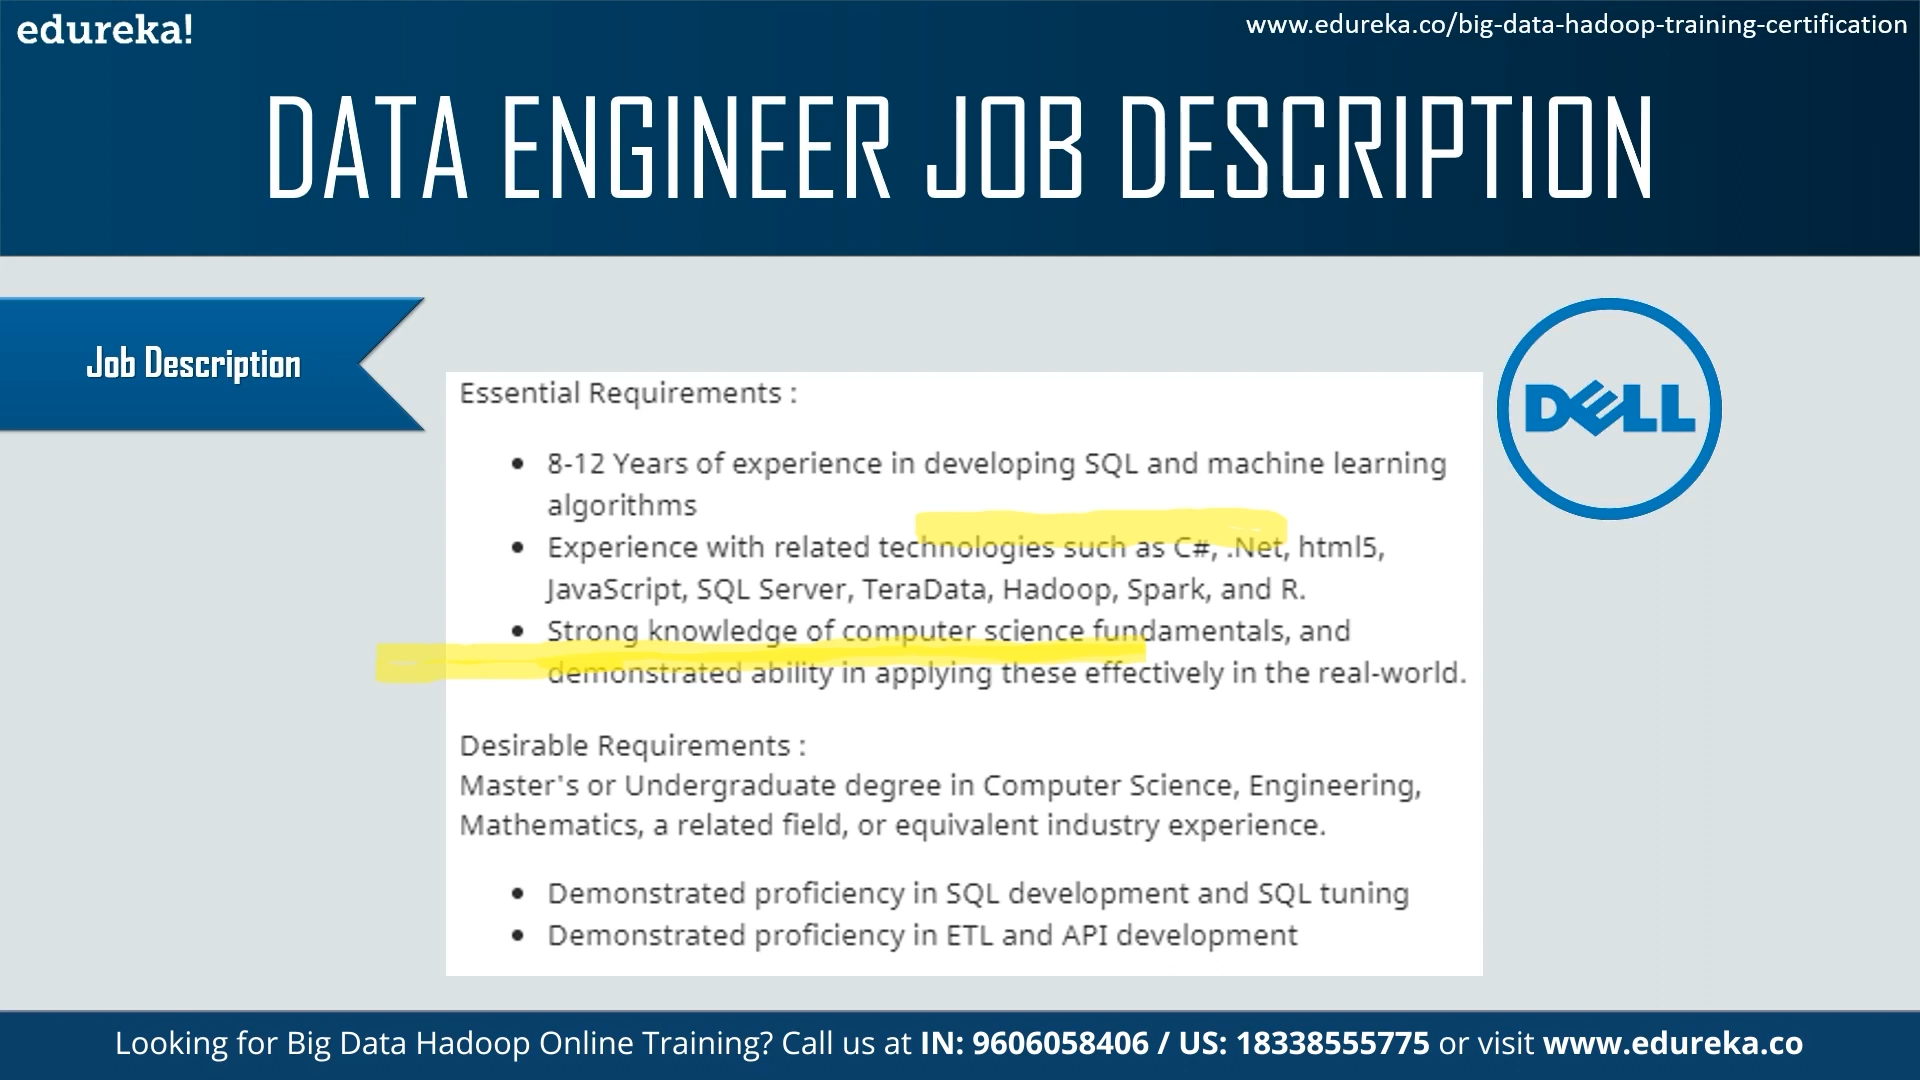 edureka!
www.edureka.co/big-data-hadoop-training-certification
DATA ENGINEER JOB DESCRIPTION
Job Description
DELL
Essential Requirements :
• 8-12 Years of experience in developing SQL and machine learning
algorithms
• Experience with related technologies such as C#, .Net, html5,
JavaScript, SQL Server, TeraData, Hadoop, Spark, and R.
• Strong knowledge of computer science fundamentals, and
demonstrated ability in applying these effectively in the real-world.
Desirable Requirements :
Master's or Undergraduate degree in Computer Science, Engineering,
Mathematics, a related field, or equivalent industry experience.
• Demonstrated proficiency in SQL development and SQL tuning
• Demonstrated proficiency in ETL and API development
Looking for Big Data Hadoop Online Training? Call us at IN: 9606058406 / US: 18338555775 or visit www.edureka.co